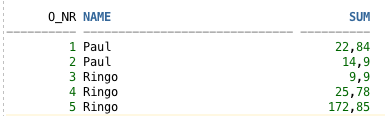 O_NR NAME SUM
1 Paul 22,84
2 Paul 14,9
3 Ringo 9,9
4 Ringo 25,78
5 Ringo 172,85